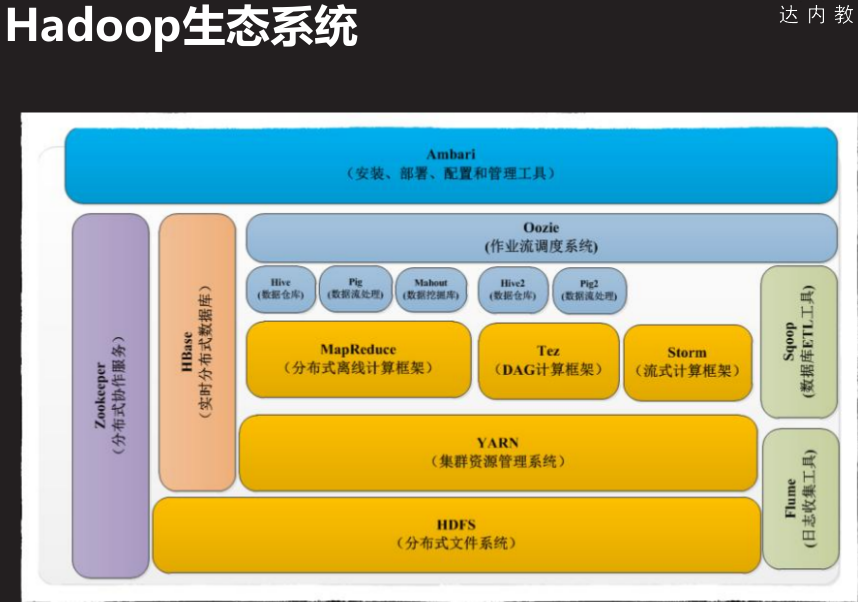 Hadoop生态系统
达内教
Ambari
（安装、部署、配置和管理工具）
Zookeeper
（分布式协作服务）
HBase
（实时分布式数据库）
Oozie
(作业流调度系统)
Hive
(数据仓库)
Pig
(数据流处理)
Mahout
(数据挖掘库)
Hive2
(数据仓库)
Pig2
(数据流处理)
MapReduce
（分布式离线计算框架）
Tez
（DAG计算框架）
Storm
（流式计算框架）
Sqoop
(数据库ETL工具)
YARN
（集群资源管理系统）
Flume
(日志收集工具)
HDFS
（分布式文件系统）